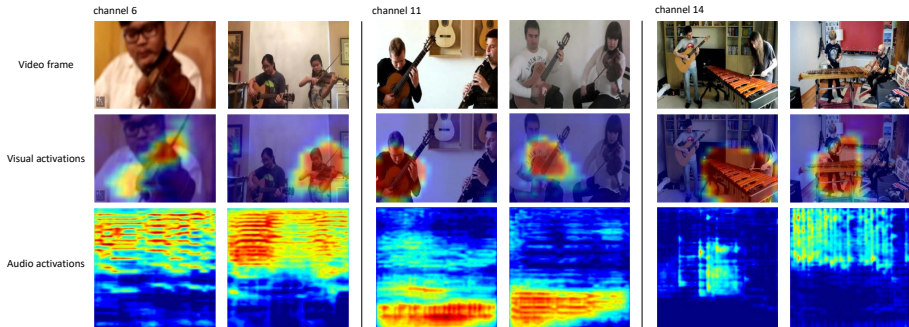 channel 6
channel 11
channel 14
Video frame
Visual activations
Audio activations